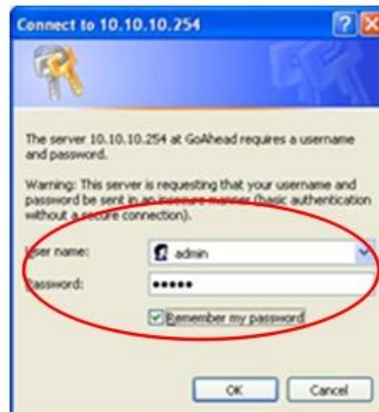 Connect to 10.10.10.254
The server 10.10.10.254 at GoAhead requires a username
and password.
Warning: This server is requesting that your username and
password be sent in an insecure manner (basic authentication
without a secure connection).
User name:
admin
Password:
•••••
Remember my password
OK
Cancel